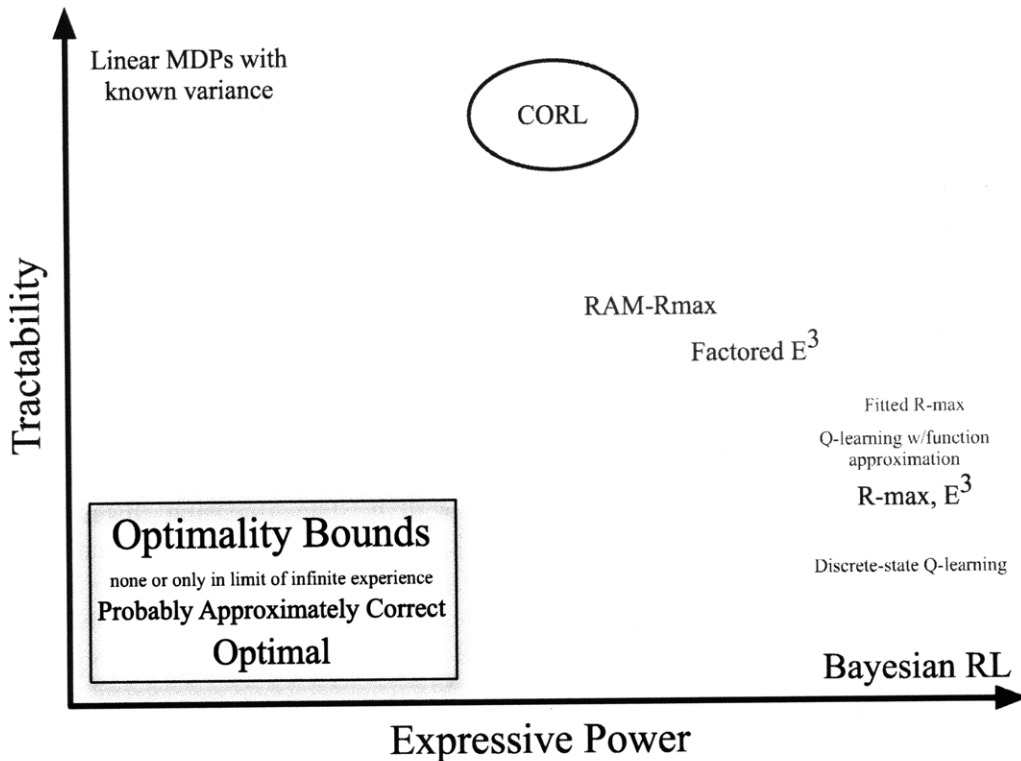 Linear MDPs with
known variance
CORL
RAM-Rmax
Factored E³
Fitted R-max
Q-learning w/function
approximation
R-max, E³
Discrete-state Q-learning
Bayesian RL
Optimality Bounds
none or only in limit of infinite experience
Probably Approximately Correct
Optimal
Tractability
Expressive Power